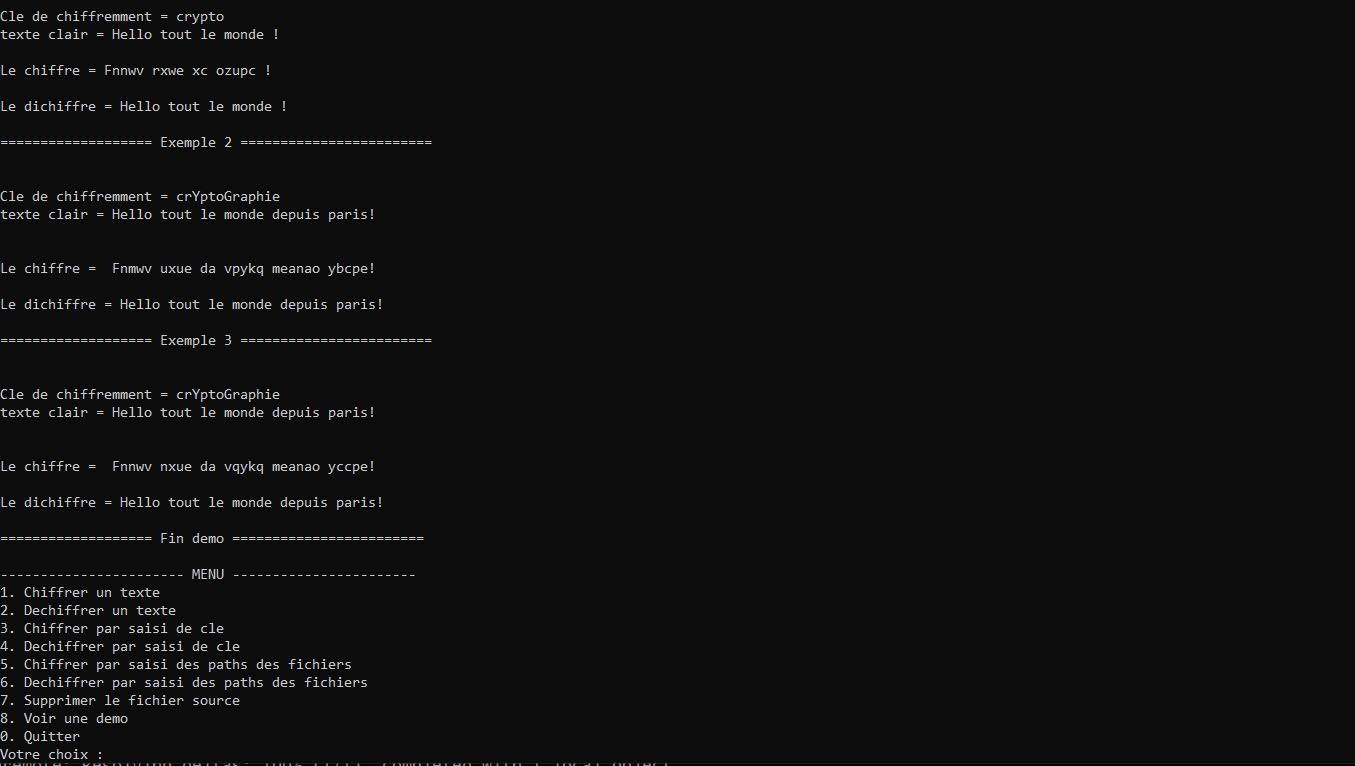 Cle de chiffremment = crypto
texte clair = Hello tout le monde !
Le chiffre = Fnnwv rxwe xc ozupc !
Le dichiffre = Hello tout le monde !
=================== Exemple 2 ========================
Cle de chiffremment = crYptoGraphie
texte clair = Hello tout le monde depuis paris!
Le chiffre =  Fnmwv uxue da vpykq meanao ybcpe!
Le dichiffre = Hello tout le monde depuis paris!
=================== Exemple 3 ========================
Cle de chiffremment = crYptoGraphie
texte clair = Hello tout le monde depuis paris!
Le chiffre =  Fnnwv nxue da vqykq meanao yccpe!
Le dichiffre = Hello tout le monde depuis paris!
=================== Fin demo ========================
----------------------- MENU -----------------------
1. Chiffrer un texte
2. Dechiffrer un texte
3. Chiffrer par saisi de cle
4. Dechiffrer par saisi de cle
5. Chiffrer par saisi des paths des fichiers
6. Dechiffrer par saisi des paths des fichiers
7. Supprimer le fichier source
8. Voir une demo
0. Quitter
Votre choix :